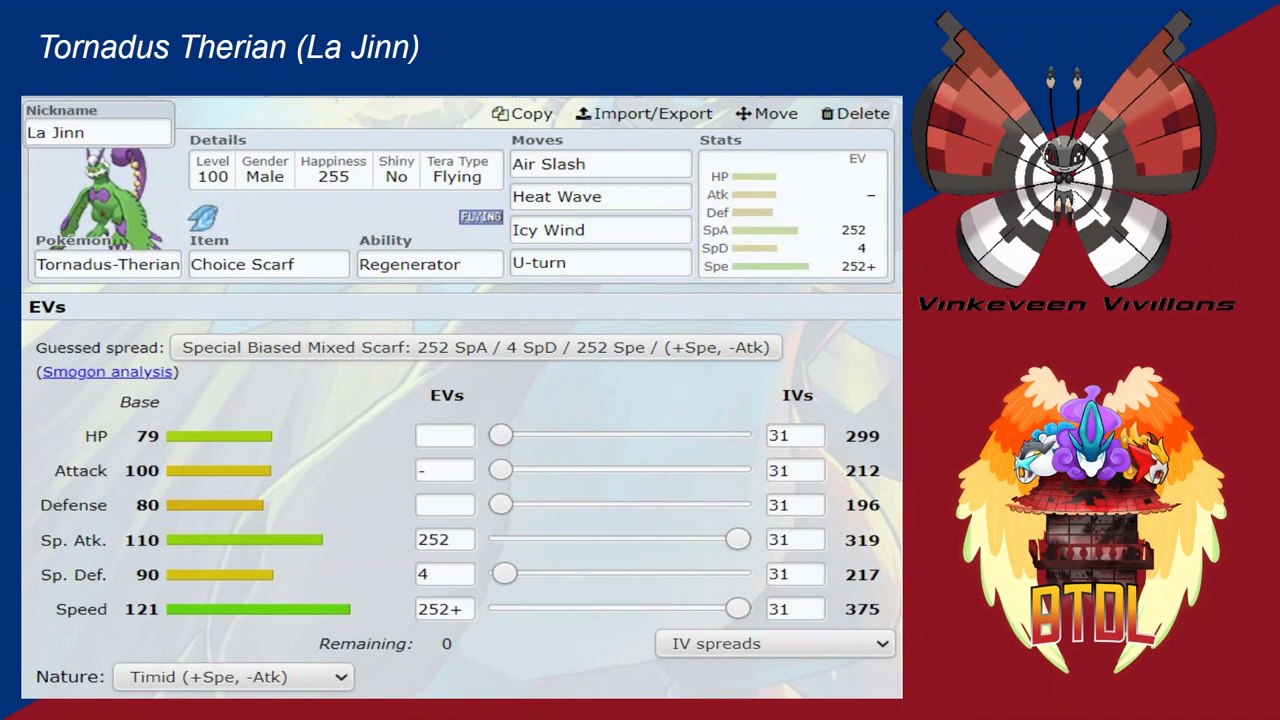 Tornadus Therian (La Jinn)
Nickname
La Jinn
Copy Import/Export Move Delete
Details
Level Gender Happiness Shiny Tera Type
100 Male 255 No Flying
FLYING
Pokémon Item Ability
Tornadus-Therian Choice Scarf Regenerator
Moves
Air Slash
Heat Wave
Icy Wind
U-turn
Stats
EV
HP
Atk –
Def
SpA 252
SpD 4
Spe 252+
EVs
Guessed spread: Special Biased Mixed Scarf: 252 SpA / 4 SpD / 252 Spe / (+Spe, -Atk)
(Smogon analysis)
Base EVs IVs
HP 79 31 299
Attack 100 - 31 212
Defense 80 31 196
Sp. Atk. 110 252 31 319
Sp. Def. 90 4 31 217
Speed 121 252+ 31 375
Remaining: 0 IV spreads
Nature: Timid (+Spe, -Atk)
Vinkeveen Vivillons
BTDL